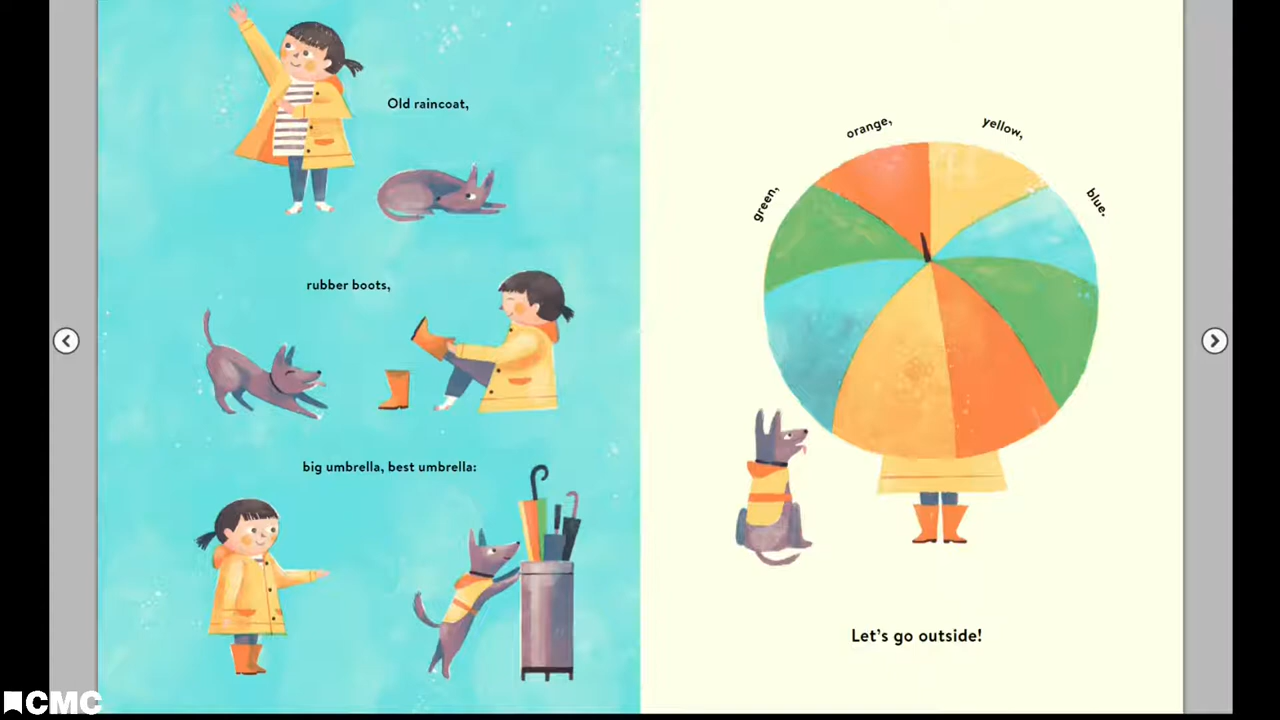 Old raincoat,
rubber boots,
big umbrella, best umbrella:
green,
orange,
yellow,
blue.
Let's go outside!
CMC